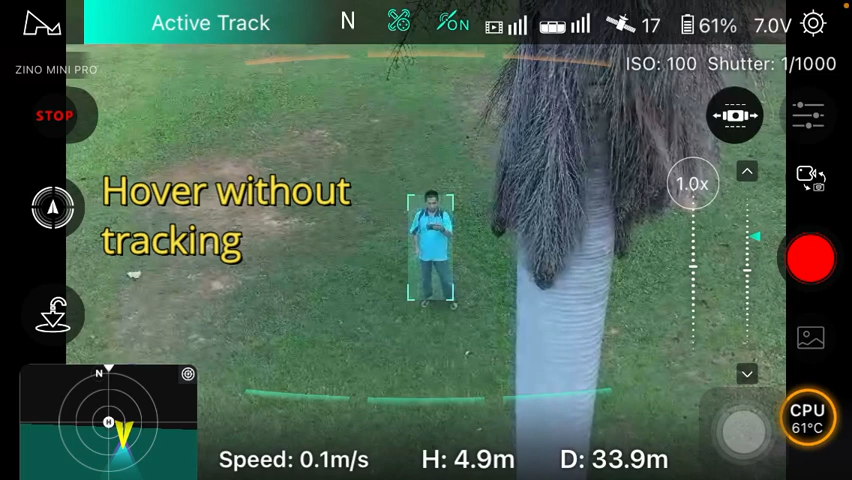 Active Track
N
ON
17
61%
7.0V
ZINO MINI PRO
ISO: 100 Shutter: 1/1000
STOP
1.0x
Hover without
tracking
N
H
CPU
61°C
Speed: 0.1m/s
H: 4.9m
D: 33.9m